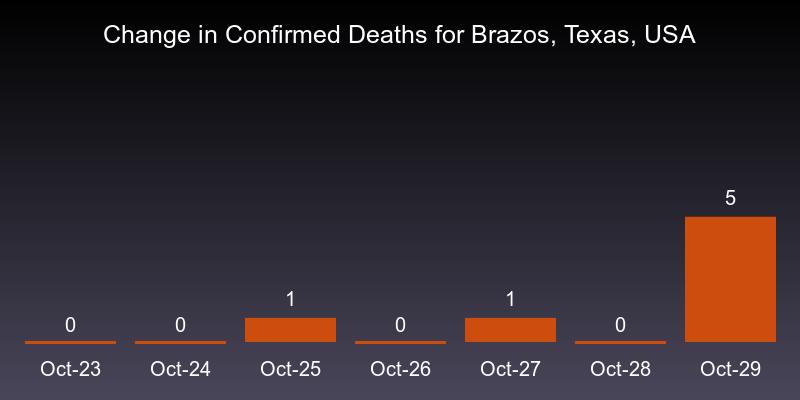 Change in Confirmed Deaths for Brazos, Texas, USA
5
1 1
0 0 0 0
Oct-23 Oct-24 Oct-25 Oct-26 Oct-27 Oct-28 Oct-29